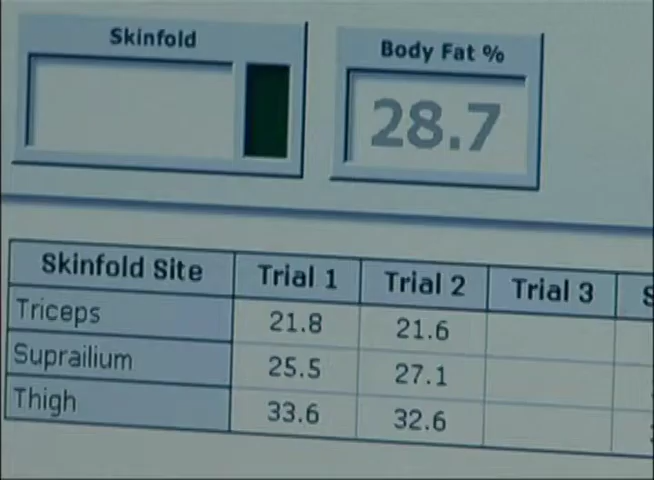 Skinfold
Body Fat %
28.7
Skinfold Site Trial 1 Trial 2 Trial 3 S
Triceps 21.8 21.6
Suprailium 25.5 27.1
Thigh 33.6 32.6